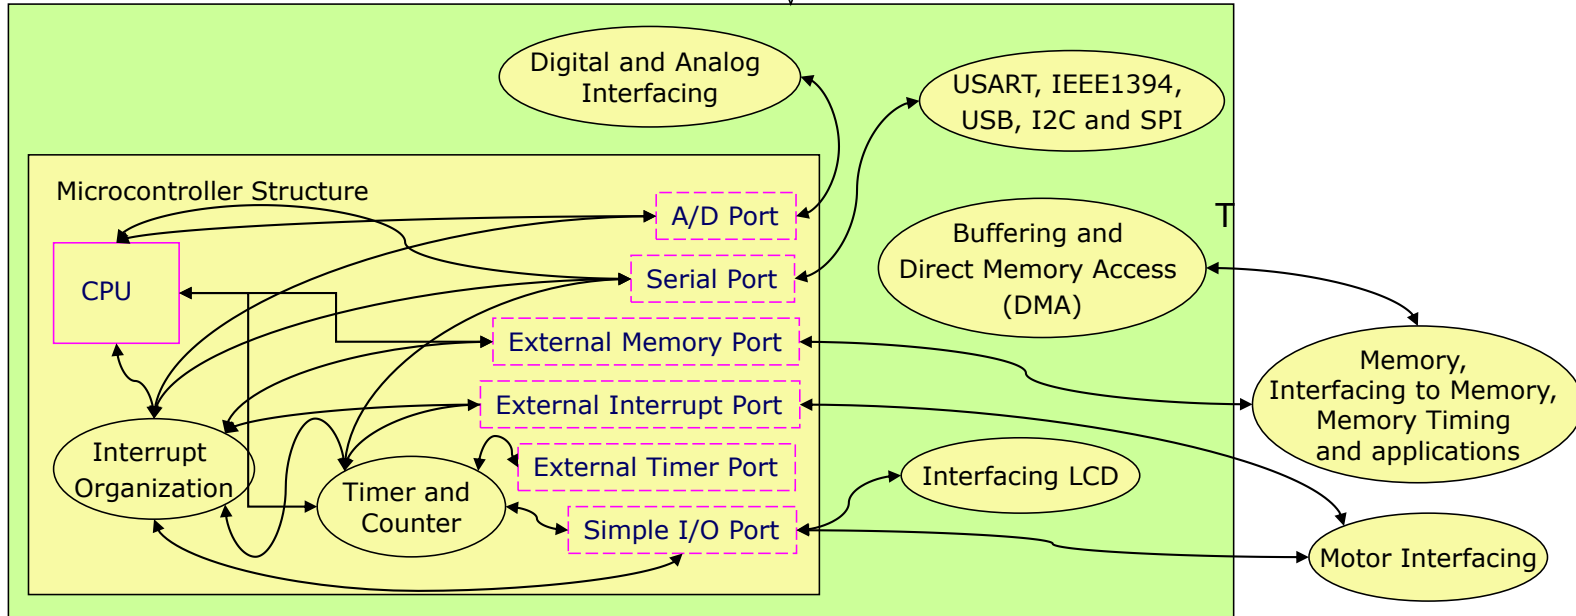 Digital and Analog
Interfacing
USART, IEEE1394,
USB, I2C and SPI
Microcontroller Structure
A/D Port
T
Buffering and
Direct Memory Access
(DMA)
Serial Port
CPU
External Memory Port
Memory,
Interfacing to Memory,
Memory Timing
and applications
External Interrupt Port
Interrupt
Organization
External Timer Port
Interfacing LCD
Timer and
Counter
Simple I/O Port
Motor Interfacing